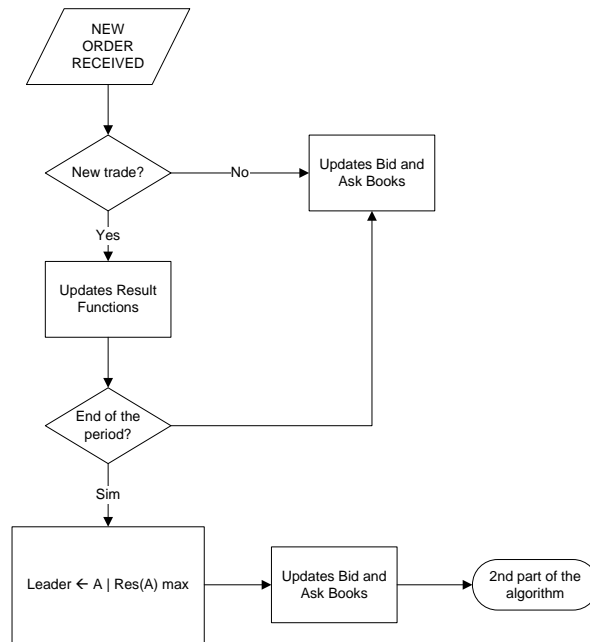 NEW
ORDER
RECEIVED
New trade?
No
Updates Bid and
Ask Books
Yes
Updates Result
Functions
End of the
period?
Sim
Leader ← A | Res(A) max
Updates Bid and
Ask Books
2nd part of the
algorithm